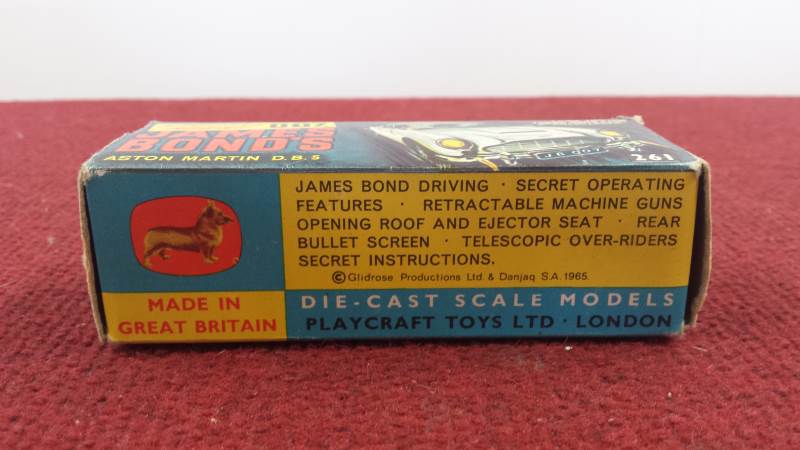 007
JAMES
BOND'S
ASTON MARTIN D.B.5
261
JAMES BOND DRIVING · SECRET OPERATING
FEATURES · RETRACTABLE MACHINE GUNS
OPENING ROOF AND EJECTOR SEAT · REAR
BULLET SCREEN · TELESCOPIC OVER-RIDERS
SECRET INSTRUCTIONS.
©Glidrose Productions Ltd. & Danjaq S.A. 1965.
MADE IN
GREAT BRITAIN
DIE-CAST SCALE MODELS
PLAYCRAFT TOYS LTD · LONDON